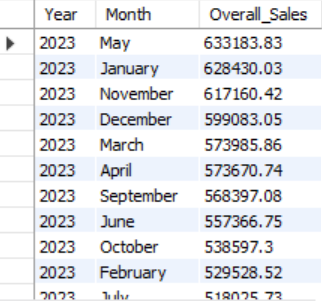 Year Month Overall_Sales
2023 May 633183.83
2023 January 628430.03
2023 November 617160.42
2023 December 599083.05
2023 March 573985.86
2023 April 573670.74
2023 September 568397.08
2023 June 557366.75
2023 October 538597.3
2023 February 529528.52
2023 July 518025.73